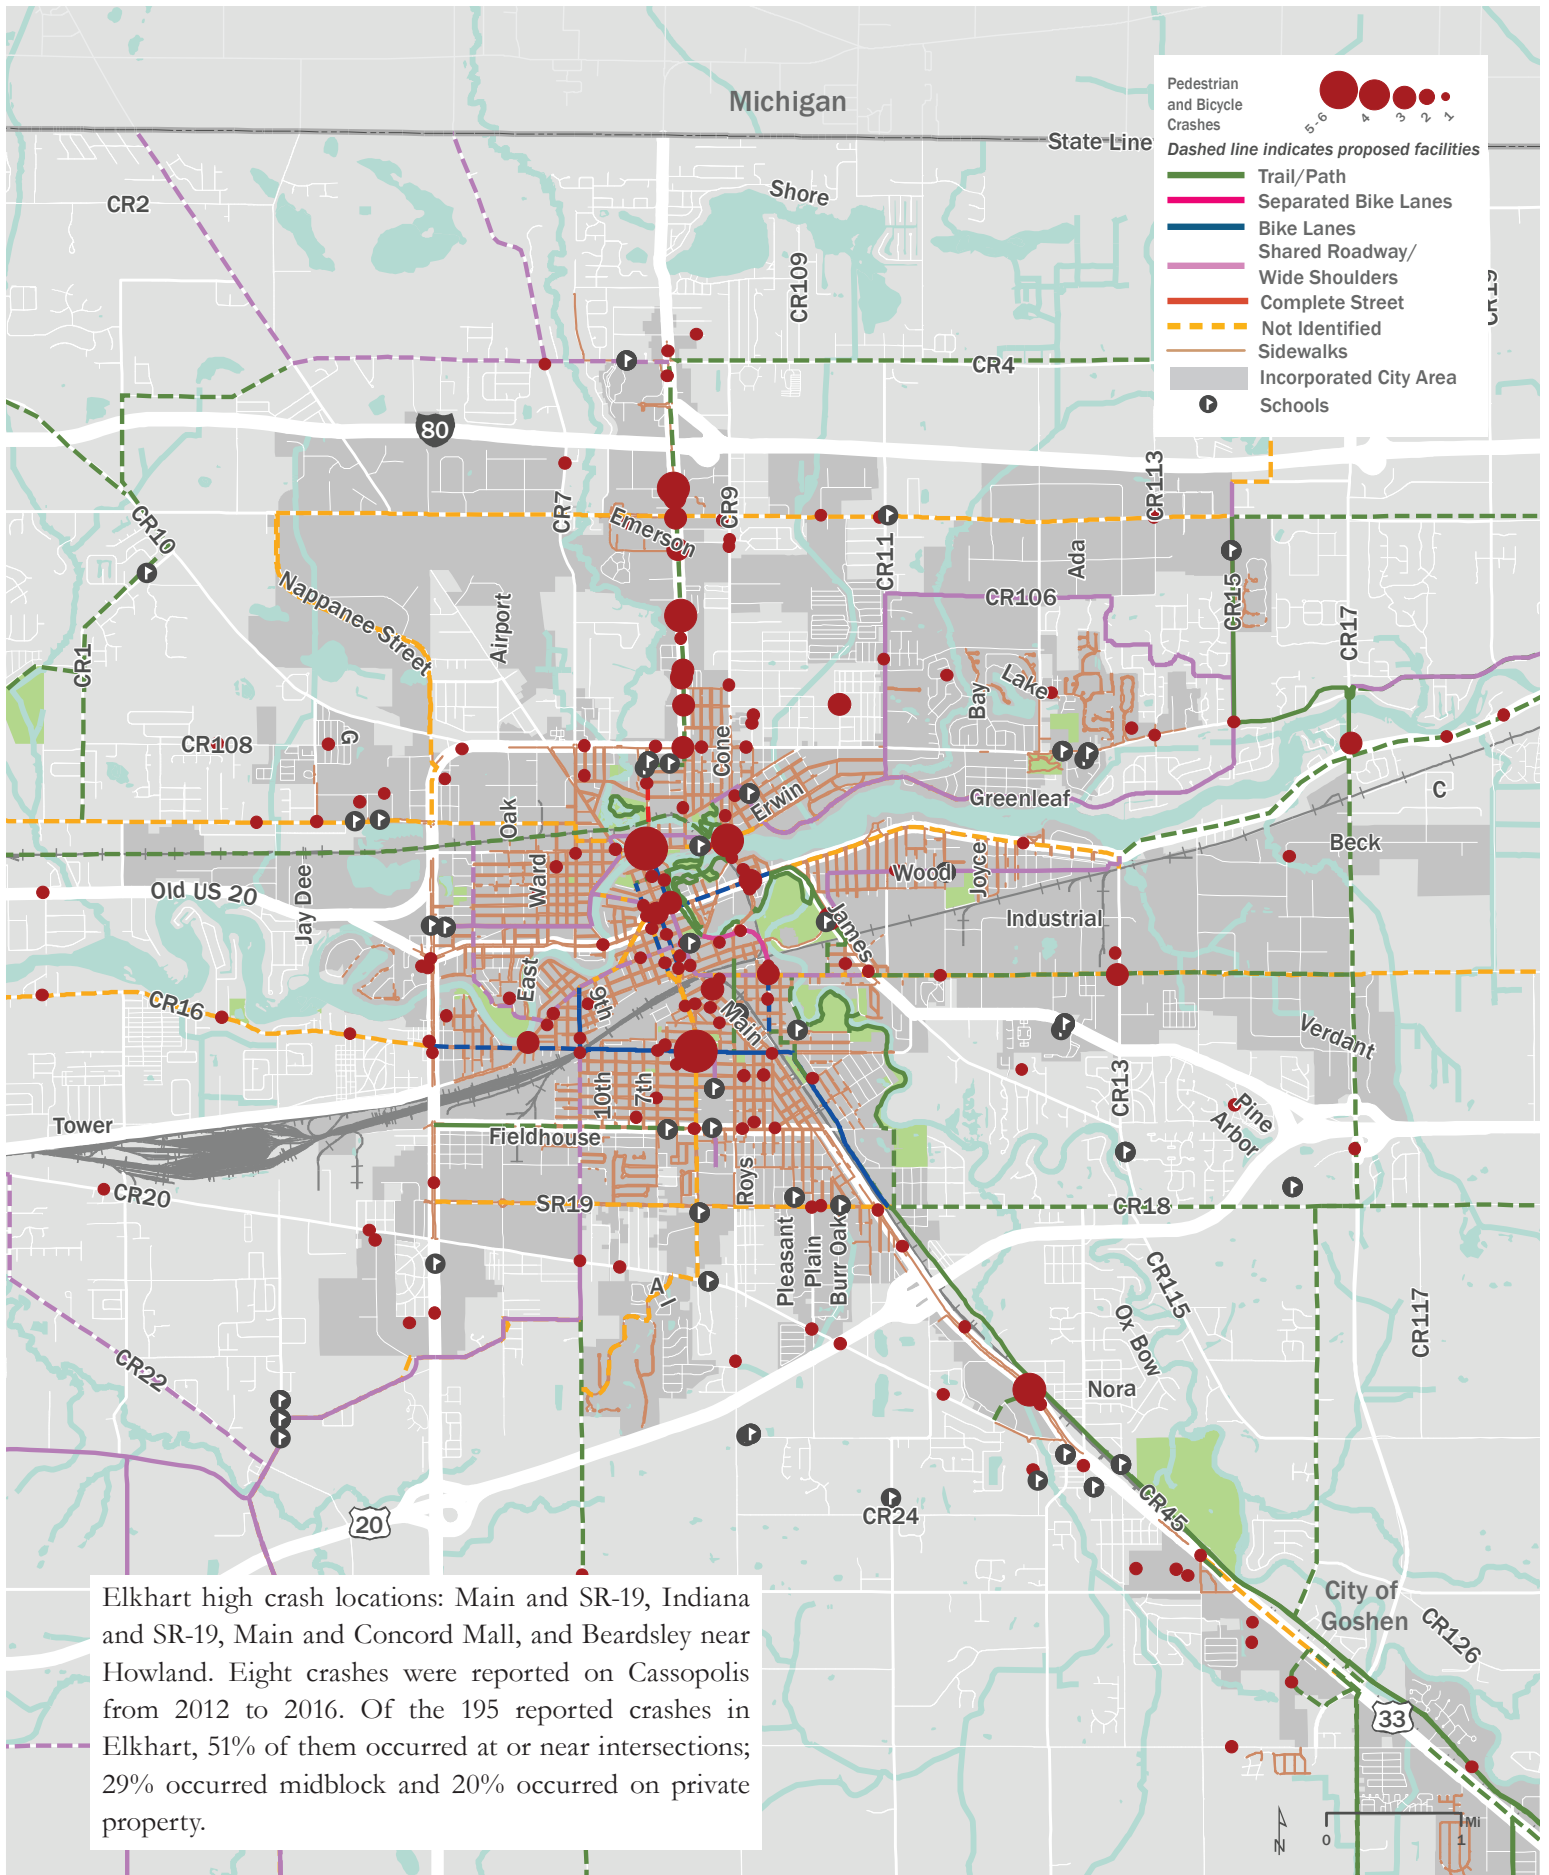 Michigan
State Line
Pedestrian
and Bicycle
Crashes
5-6
4
3
2
1
Dashed line indicates proposed facilities
Trail/Path
Separated Bike Lanes
Bike Lanes
Shared Roadway/
Wide Shoulders
Complete Street
Not Identified
Sidewalks
Incorporated City Area
Schools
CR2
Shore
CR109
CR19
CR4
80
CR7
CR9
CR113
CR10
Emerson
CR11
Ada
Nappanee Street
Airport
CR106
CR15
CR17
CR1
Lake
Bay
CR108
G
Cone
Erwin
Greenleaf
C
Oak
Beck
Ward
Wood
Joyce
Old US 20
Jay Dee
James
Industrial
East
9th
CR16
Main
Verdant
10th
7th
CR13
Pine
Arbor
Tower
Fieldhouse
Roys
CR20
SR19
CR18
Pleasant
Plain
Burr Oak
CR115
A
Ox Bow
CR117
CR22
Nora
CR45
CR24
20
City of
Goshen
CR126
33
Elkhart high crash locations: Main and SR-19, Indiana
and SR-19, Main and Concord Mall, and Beardsley near
Howland. Eight crashes were reported on Cassopolis
from 2012 to 2016. Of the 195 reported crashes in
Elkhart, 51% of them occurred at or near intersections;
29% occurred midblock and 20% occurred on private
property.
N
0
1
Mi